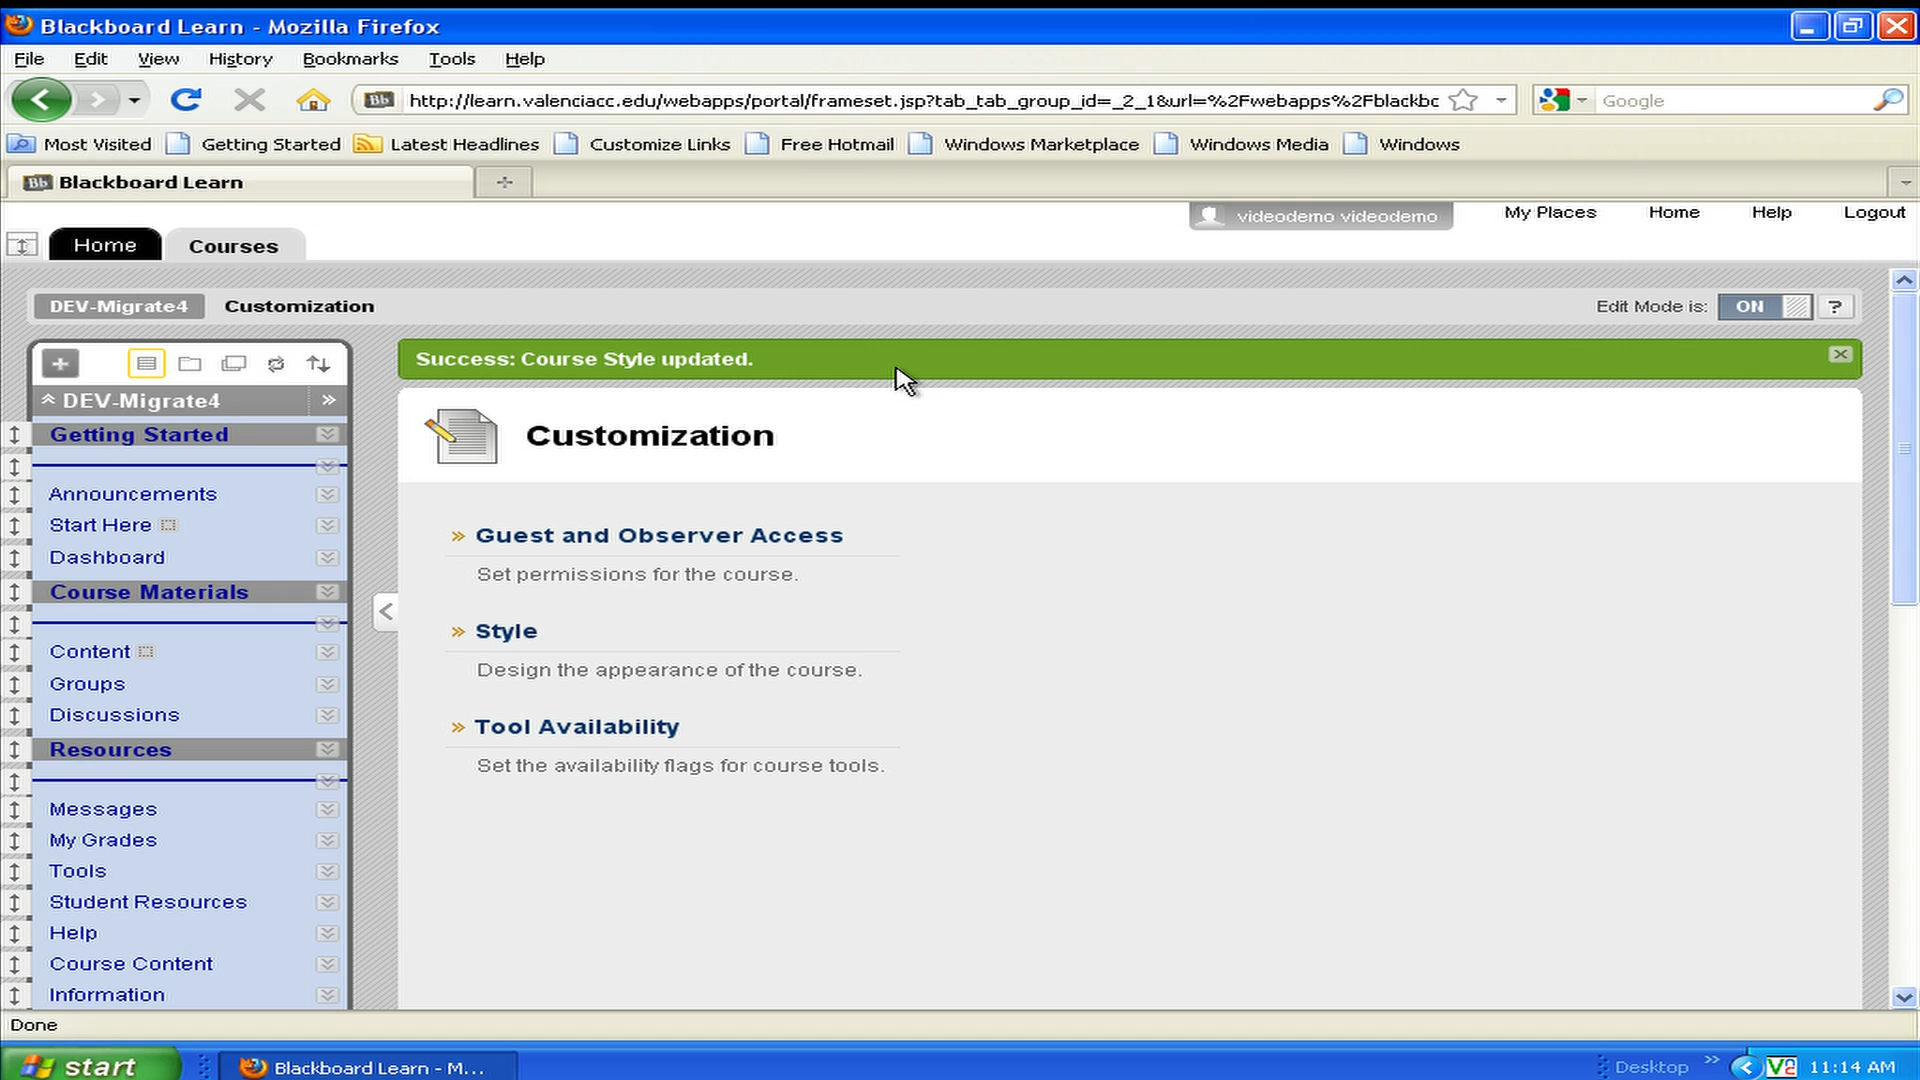 Blackboard Learn - Mozilla Firefox
File Edit View History Bookmarks Tools Help
Bb http://learn.valenciacc.edu/webapps/portal/frameset.jsp?tab_tab_group_id=_2_1&url=%2Fwebapps%2Fblackbc Google
Most Visited Getting Started Latest Headlines Customize Links Free Hotmail Windows Marketplace Windows Media Windows
Bb Blackboard Learn
videodemo videodemo My Places Home Help Logout
Home Courses
DEV-Migrate4 Customization Edit Mode is: ON ?
Success: Course Style updated.
DEV-Migrate4
Customization
Getting Started
Announcements
Start Here
Dashboard
Course Materials
Content
Groups
Discussions
Resources
Messages
My Grades
Tools
Student Resources
Help
Course Content
Information
Guest and Observer Access
Set permissions for the course.
Style
Design the appearance of the course.
Tool Availability
Set the availability flags for course tools.
Done
start Blackboard Learn - M... Desktop 11:14 AM